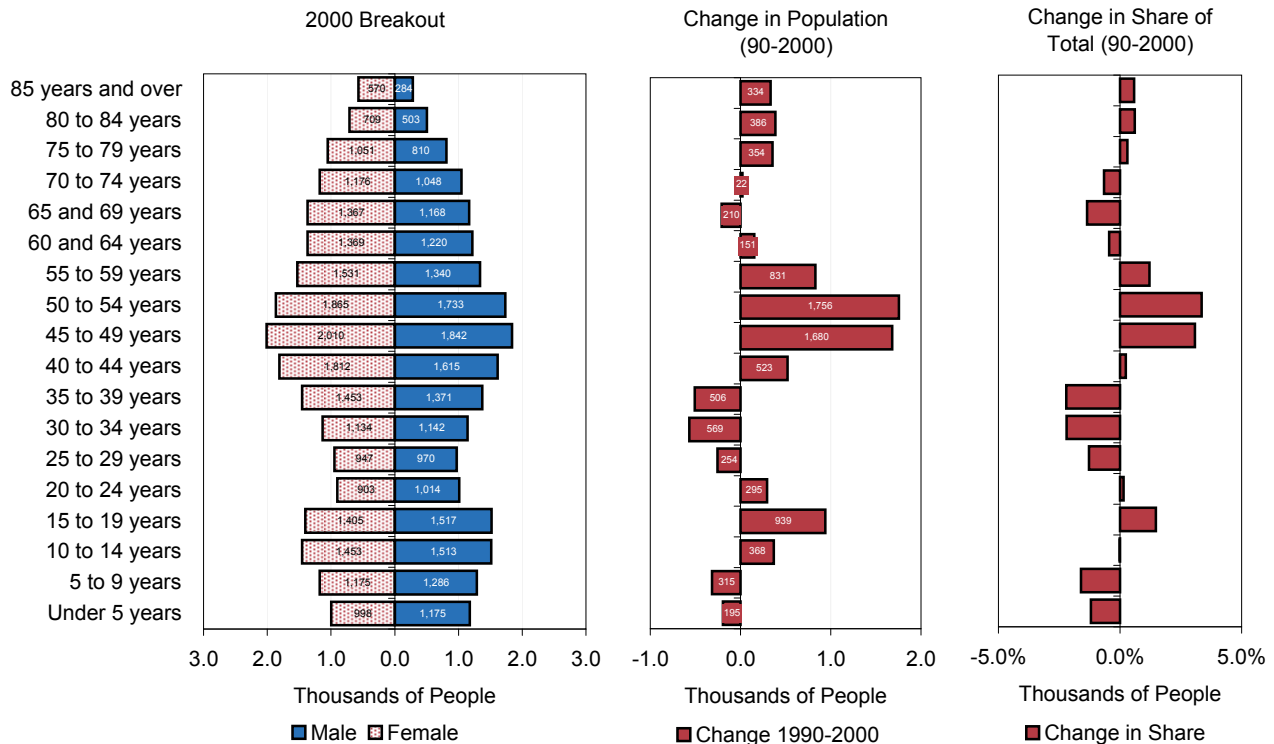 2000 Breakout
Change in Population
(90-2000)
Change in Share of
Total (90-2000)
85 years and over 570 284 334
80 to 84 years 709 503 386
75 to 79 years 1,051 810 354
70 to 74 years 1,176 1,048 22
65 and 69 years 1,367 1,168 210
60 and 64 years 1,369 1,220 151
55 to 59 years 1,531 1,340 831
50 to 54 years 1,865 1,733 1,756
45 to 49 years 2,010 1,842 1,680
40 to 44 years 1,812 1,615 523
35 to 39 years 1,453 1,371 506
30 to 34 years 1,134 1,142 569
25 to 29 years 947 970 254
20 to 24 years 903 1,014 295
15 to 19 years 1,405 1,517 939
10 to 14 years 1,453 1,513 368
5 to 9 years 1,175 1,286 315
Under 5 years 998 1,175 195
3.0 2.0 1.0 0.0 1.0 2.0 3.0
-1.0 0.0 1.0 2.0
-5.0% 0.0% 5.0%
Thousands of People
Thousands of People
Thousands of People
Male Female
Change 1990-2000
Change in Share